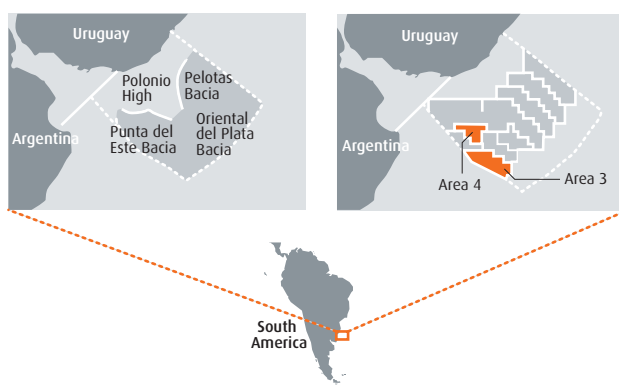 Uruguay
Polonio
High
Pelotas
Bacia
Oriental
del Plata
Bacia
Punta del
Este Bacia
Argentina
Uruguay
Argentina
Area 4
Area 3
South
America